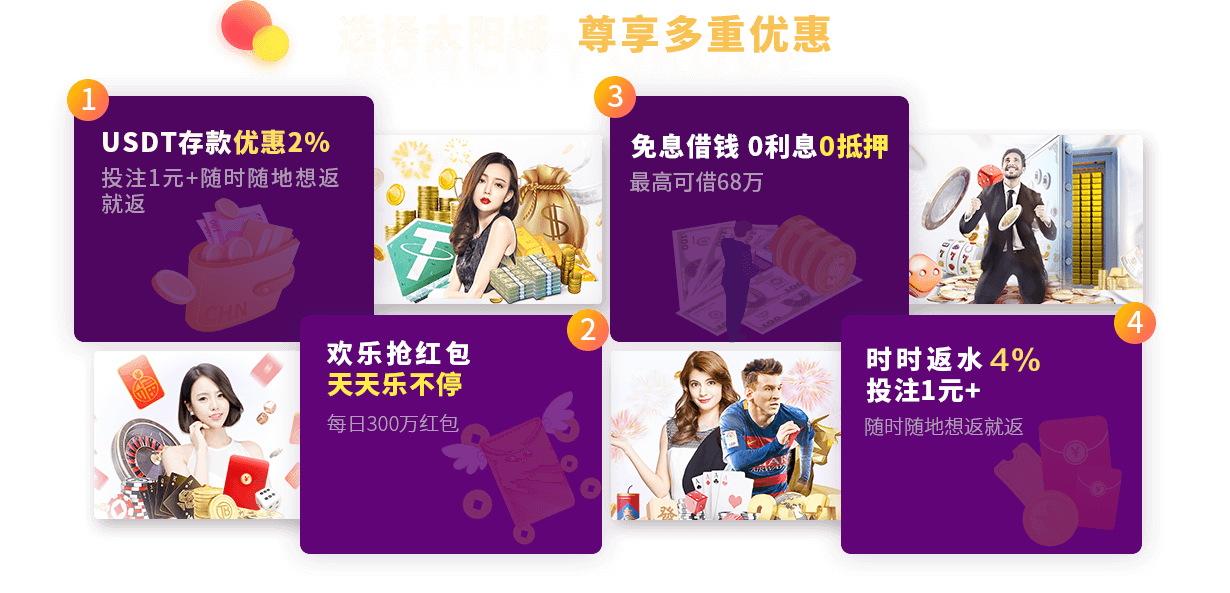 选择太阳城 尊享多重优惠
1
USDT存款优惠2%
投注1元+随时随地想返
就返
CHN
2
欢乐抢红包
天天乐不停
每日300万红包
3
免息借钱 0利息0抵押
最高可借68万
4
时时返水 4%
投注1元+
随时随地想返就返